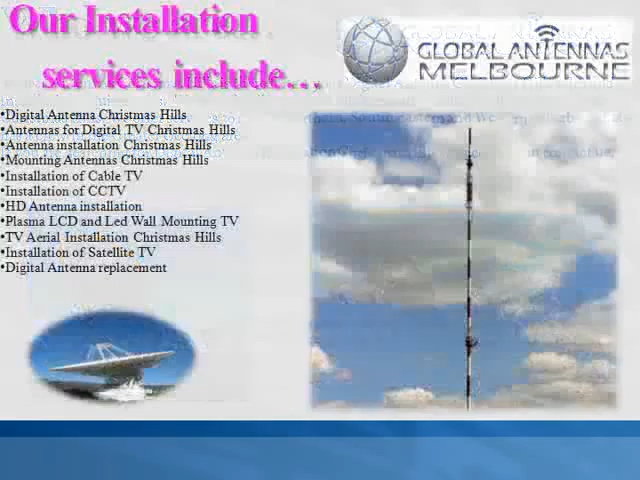 Our Installation
services include...
GLOBAL ANTENNAS
MELBOURNE
•Digital Antenna Christmas Hills
•Antennas for Digital TV Christmas Hills
•Antenna installation Christmas Hills
•Mounting Antennas Christmas Hills
•Installation of Cable TV
•Installation of CCTV
•HD Antenna installation
•Plasma LCD and Led Wall Mounting TV
•TV Aerial Installation Christmas Hills
•Installation of Satellite TV
•Digital Antenna replacement